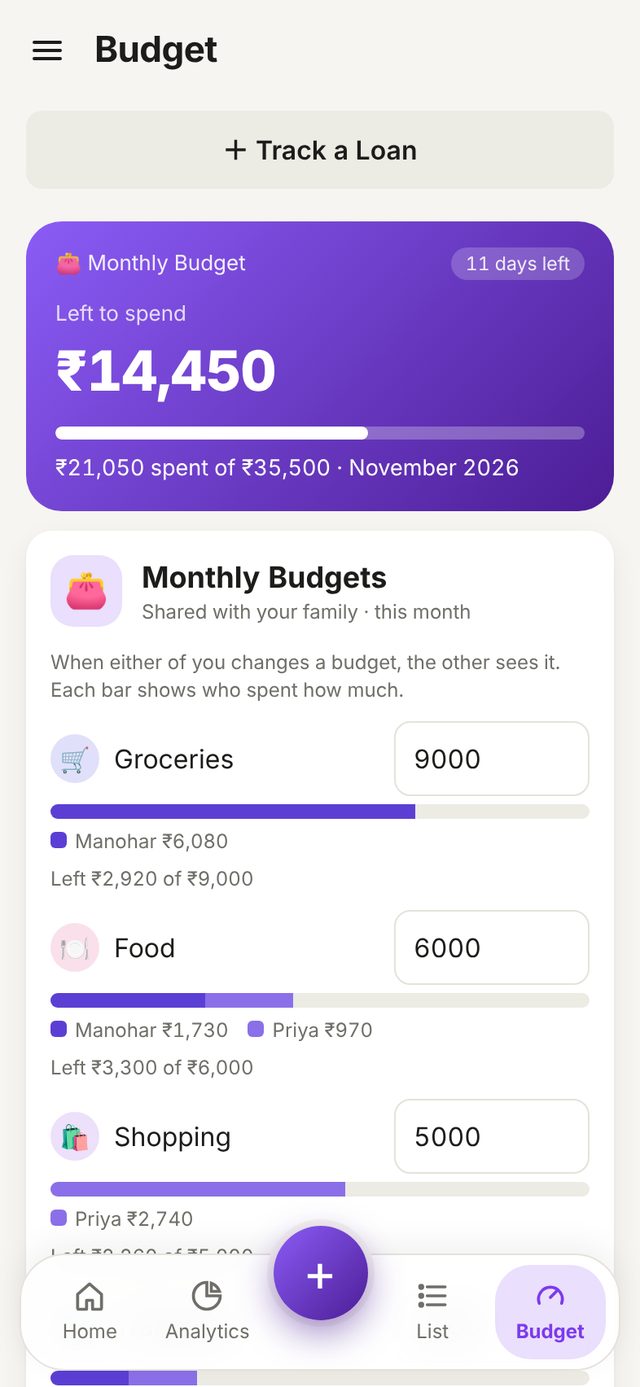 Budget
+ Track a Loan
Monthly Budget
11 days left
Left to spend
₹14,450
₹21,050 spent of ₹35,500 · November 2026
Monthly Budgets
Shared with your family · this month
When either of you changes a budget, the other sees it.
Each bar shows who spent how much.
Groceries
9000
Manohar ₹6,080
Left ₹2,920 of ₹9,000
Food
6000
Manohar ₹1,730 Priya ₹970
Left ₹3,300 of ₹6,000
Shopping
5000
Priya ₹2,740
Home
Analytics
+
List
Budget